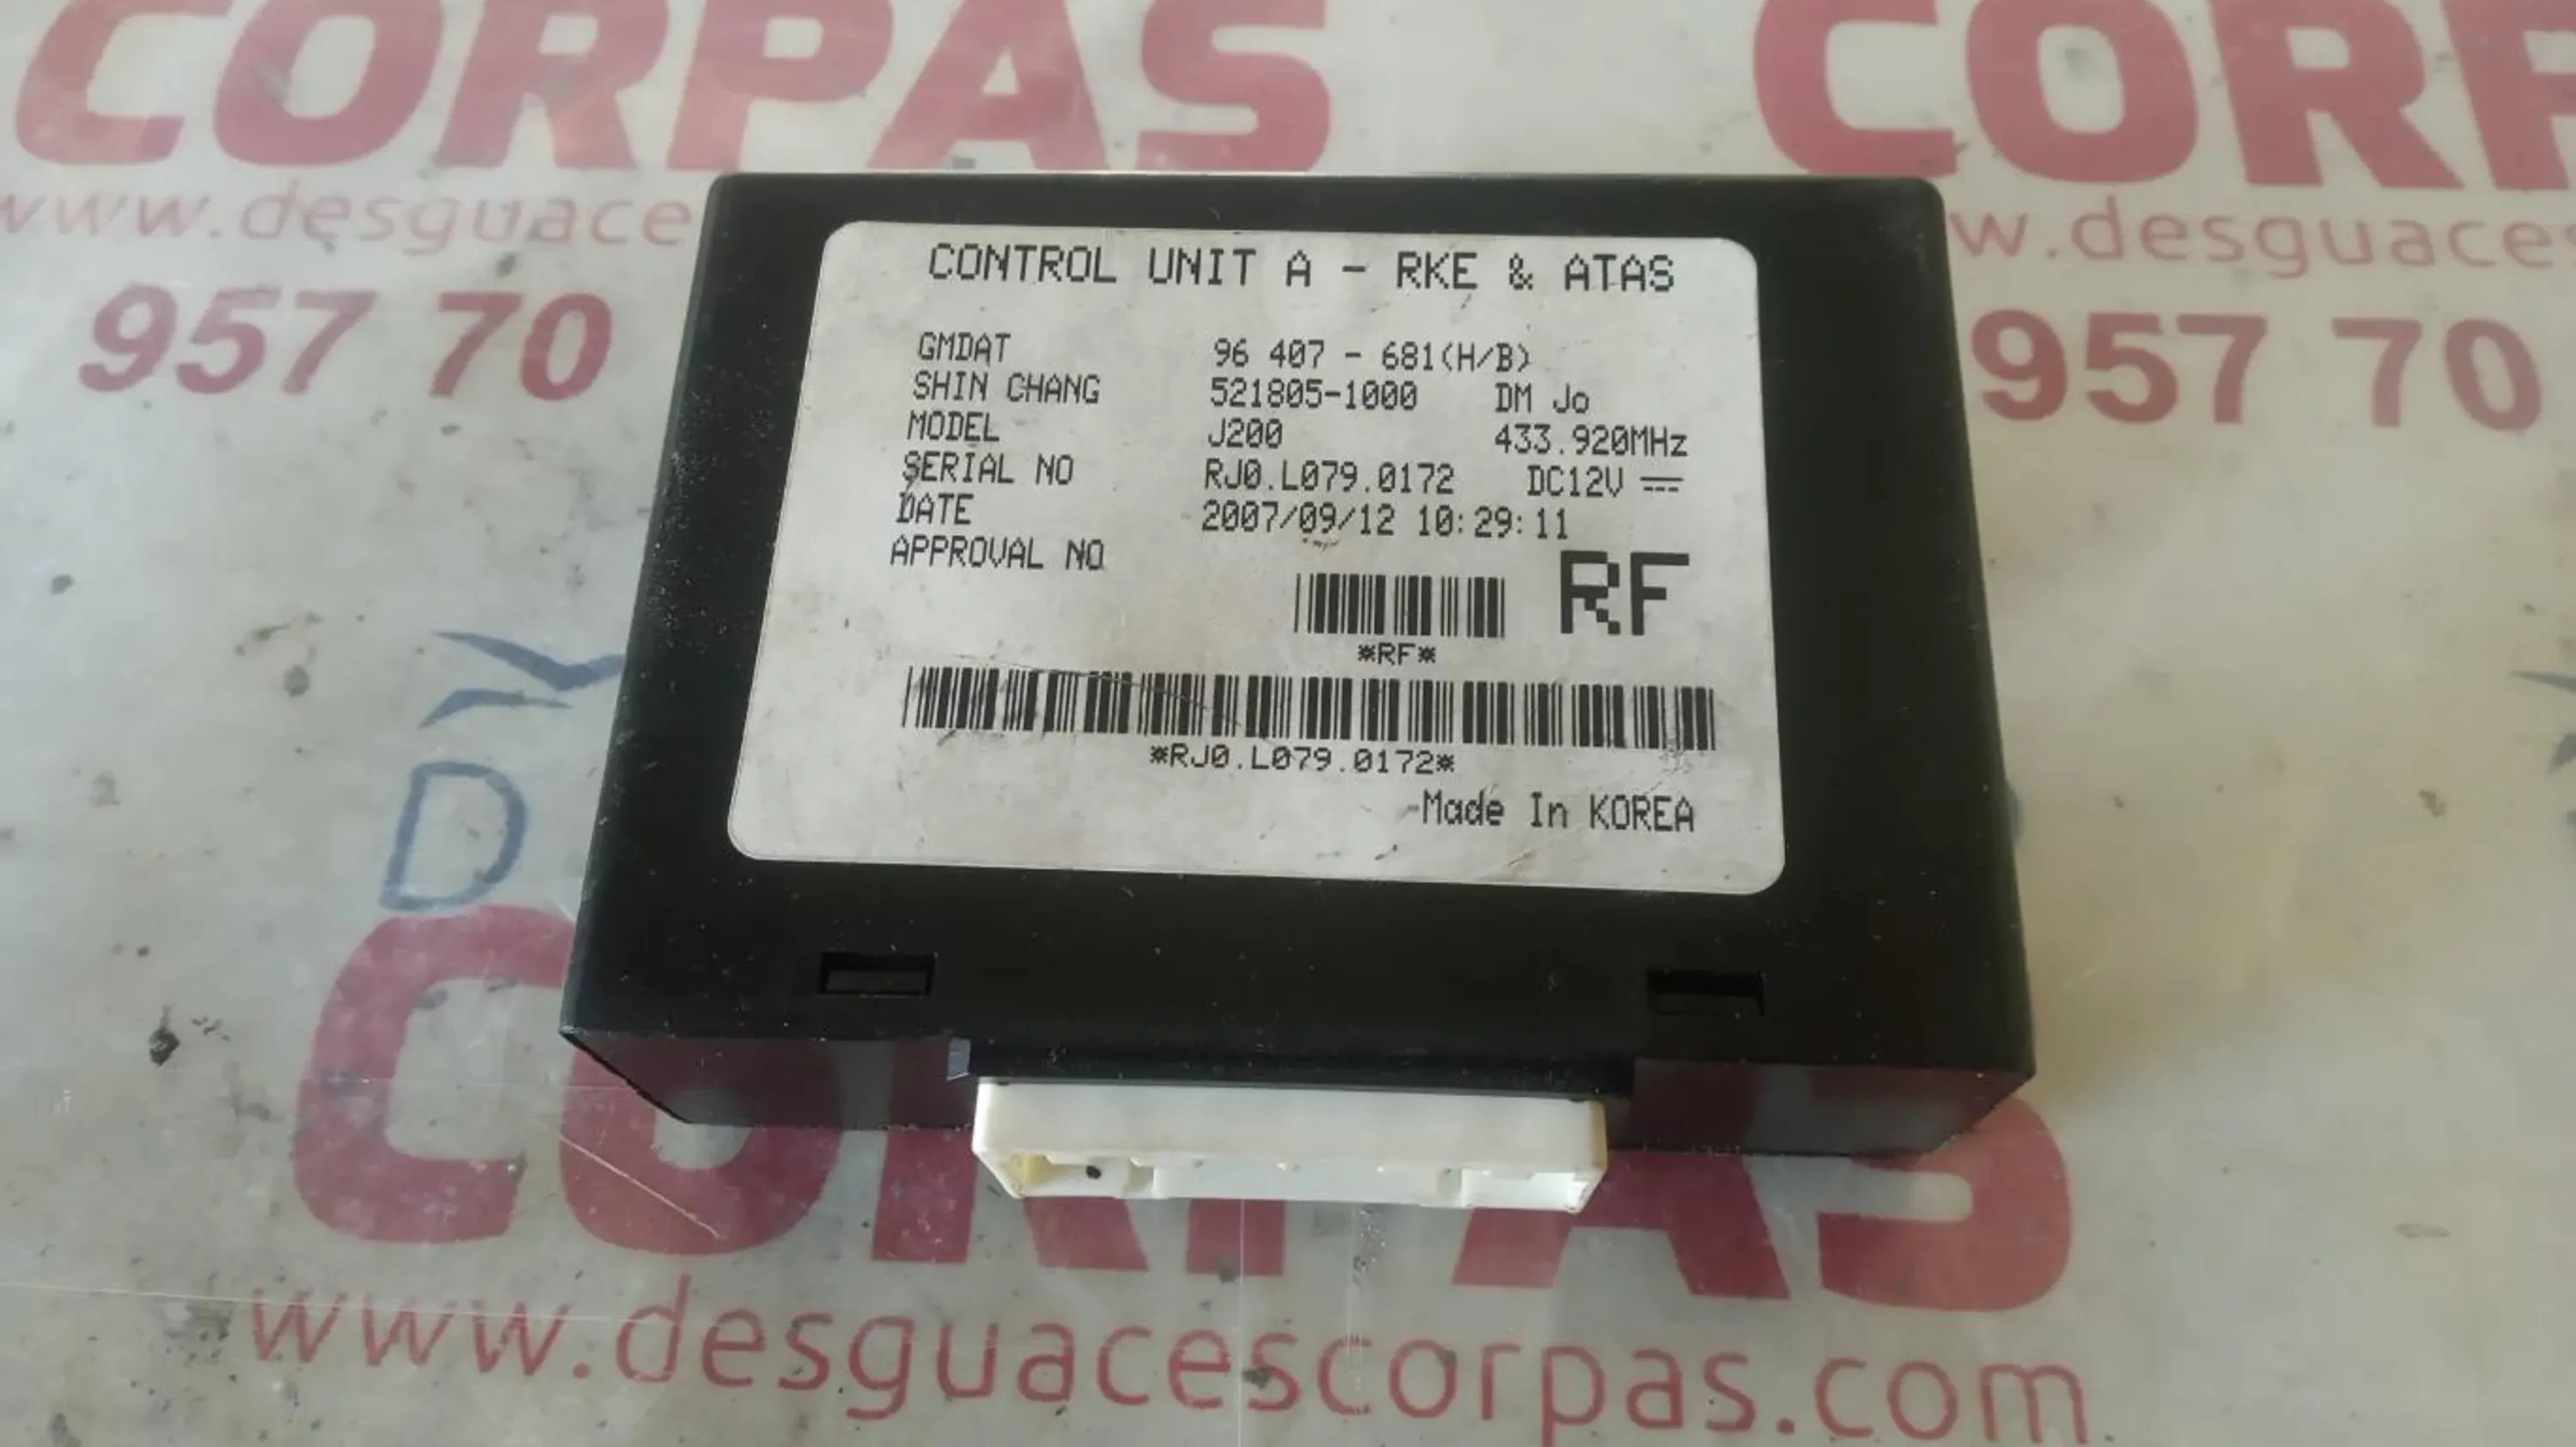 CORPAS CORP
www.desguace w.desguaces
957 70 957 70
CONTROL UNIT A - RKE & ATAS
GMDAT 96 407 - 681(H/B)
SHIN CHANG 521805-1000 DM Jo
MODEL J200 433.920MHz
SERIAL NO RJ0.L079.0172 DC12V
DATE 2007/09/12 10:29:11
APPROVAL NO
RF
*RF*
*RJ0.L079.0172*
Made In KOREA
D
CORPAS
www.desguacescorpas.com